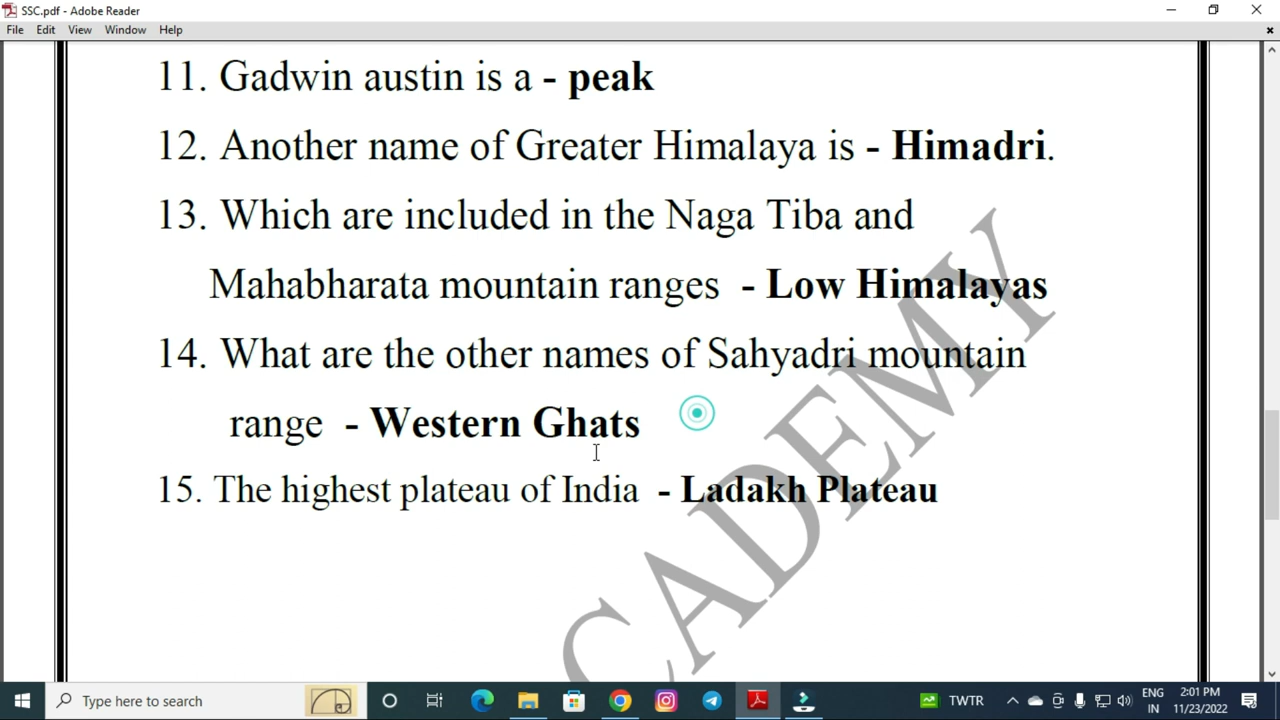 SSC.pdf - Adobe Reader
File Edit View Window Help
11. Gadwin austin is a - peak
12. Another name of Greater Himalaya is - Himadri.
13. Which are included in the Naga Tiba and
Mahabharata mountain ranges - Low Himalayas
14. What are the other names of Sahyadri mountain
range - Western Ghats
15. The highest plateau of India - Ladakh Plateau
CADEMY
Type here to search
TWTR
ENG
IN
2:01 PM
11/23/2022